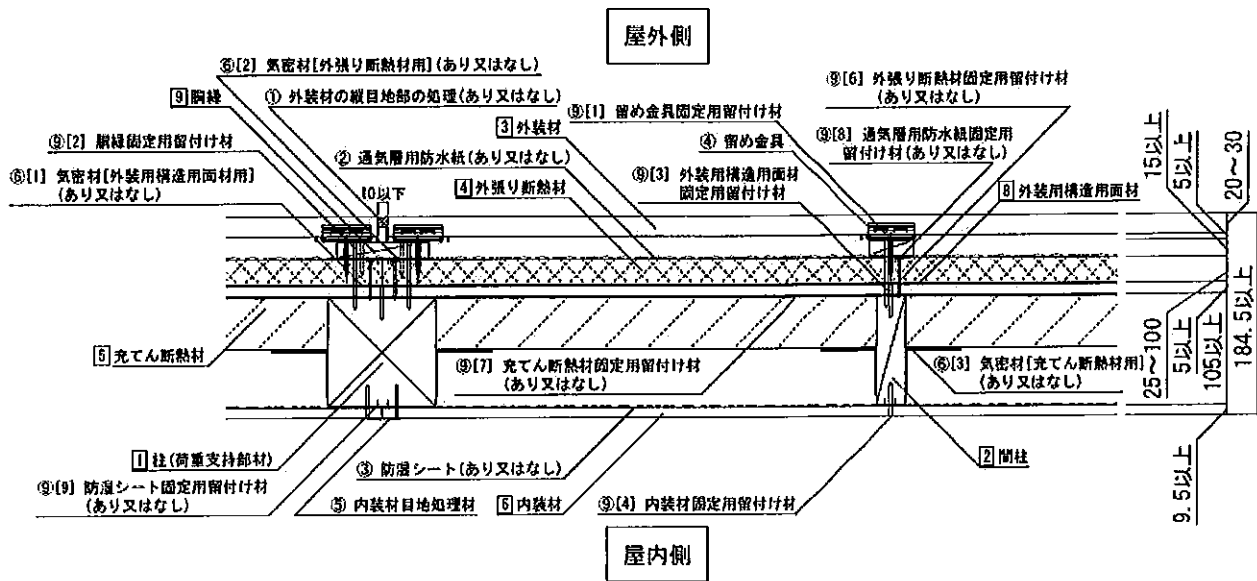 屋外側
⑥[2] 気密材[外張り断熱材用](あり又はなし)
9 胴縁
① 外装材の縦目地部の処理(あり又はなし)
⑨[2] 胴縁固定用留付け材
⑥[1] 気密材[外装用構造用面材用]
(あり又はなし)
10以下
3 外装材
② 通気層用防水紙(あり又はなし)
4 外張り断熱材
⑨[1] 留め金具固定用留付け材
④ 留め金具
⑨[3] 外装用構造用面材
固定用留付け材
⑨[6] 外張り断熱材固定用留付け材
(あり又はなし)
⑨[8] 通気層用防水紙固定用
留付け材(あり又はなし)
8 外装用構造用面材
15以上
5以上
20~30
5 充てん断熱材
⑨[7] 充てん断熱材固定用留付け材
(あり又はなし)
⑥[3] 気密材[充てん断熱材用]
(あり又はなし)
25~100
5以上
105以上
184.5以上
1 柱(荷重支持部材)
⑨[9] 防湿シート固定用留付け材
(あり又はなし)
③ 防湿シート(あり又はなし)
⑤ 内装材目地処理材
6 内装材
⑨[4] 内装材固定用留付け材
2 間柱
9.5以上
屋内側